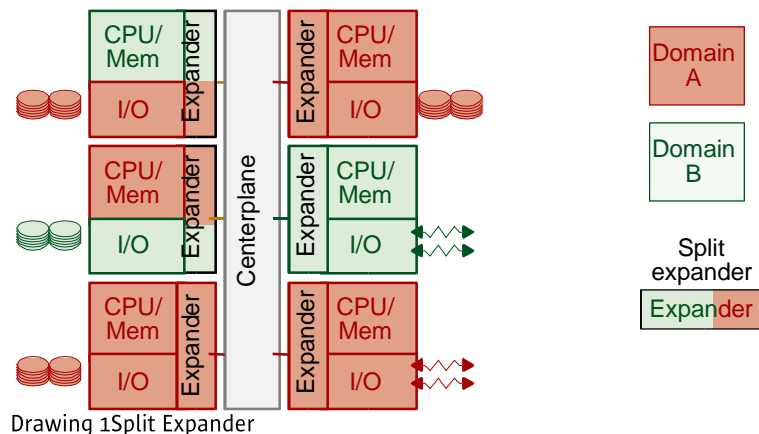 CPU/
Mem
I/O
Expander
CPU/
Mem
I/O
Expander
Domain
A
CPU/
Mem
I/O
Expander
Centerplane
CPU/
Mem
I/O
Expander
Domain
B
Split
expander
Expander
CPU/
Mem
I/O
Expander
CPU/
Mem
I/O
Expander
Drawing 1Split Expander